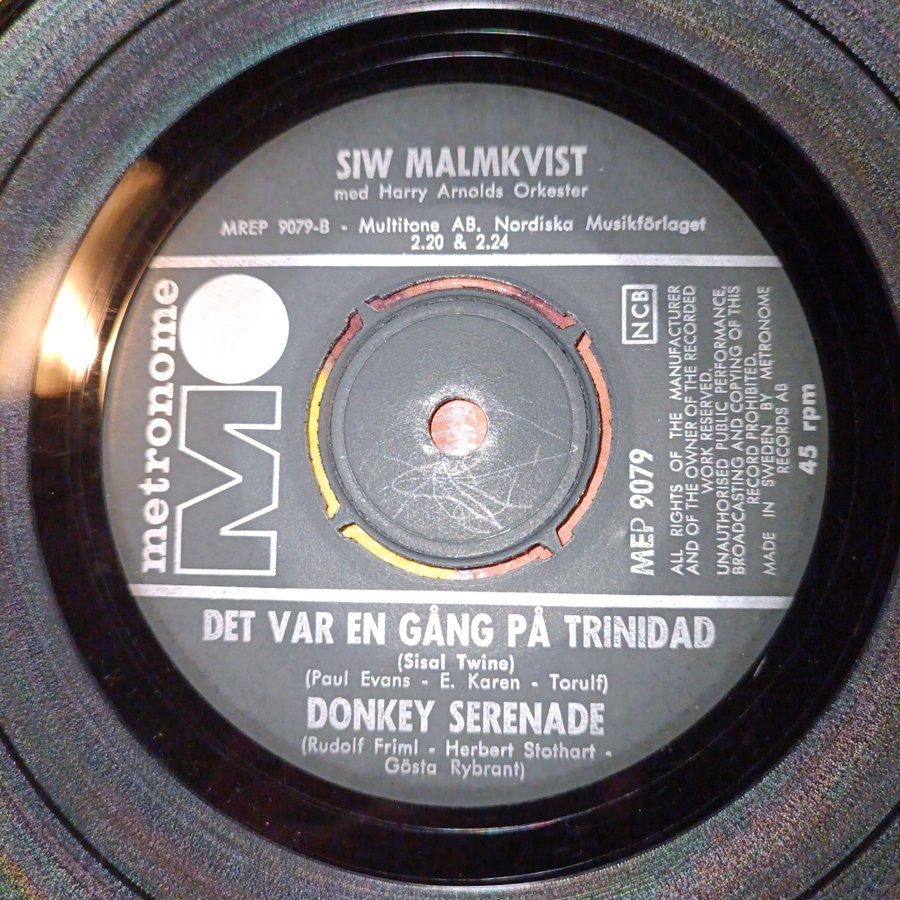 SIW MALMKVIST
med Harry Arnolds Orkester
MREP 9079-B - Multitone AB, Nordiska Musikförlaget
2.20 & 2.24
metronome
M
NCB
MEP 9079
ALL RIGHTS OF THE MANUFACTURER
AND OF THE OWNER OF THE RECORDED
WORK RESERVED.
UNAUTHORISED PUBLIC PERFORMANCE,
BROADCASTING AND COPYING OF THIS
RECORD PROHIBITED.
MADE IN SWEDEN BY METRONOME
RECORDS AB
45 rpm
DET VAR EN GÅNG PÅ TRINIDAD
(Sisal Twine)
(Paul Evans - E. Karen - Torulf)
DONKEY SERENADE
(Rudolf Friml - Herbert Stothart -
Gösta Rybrant)